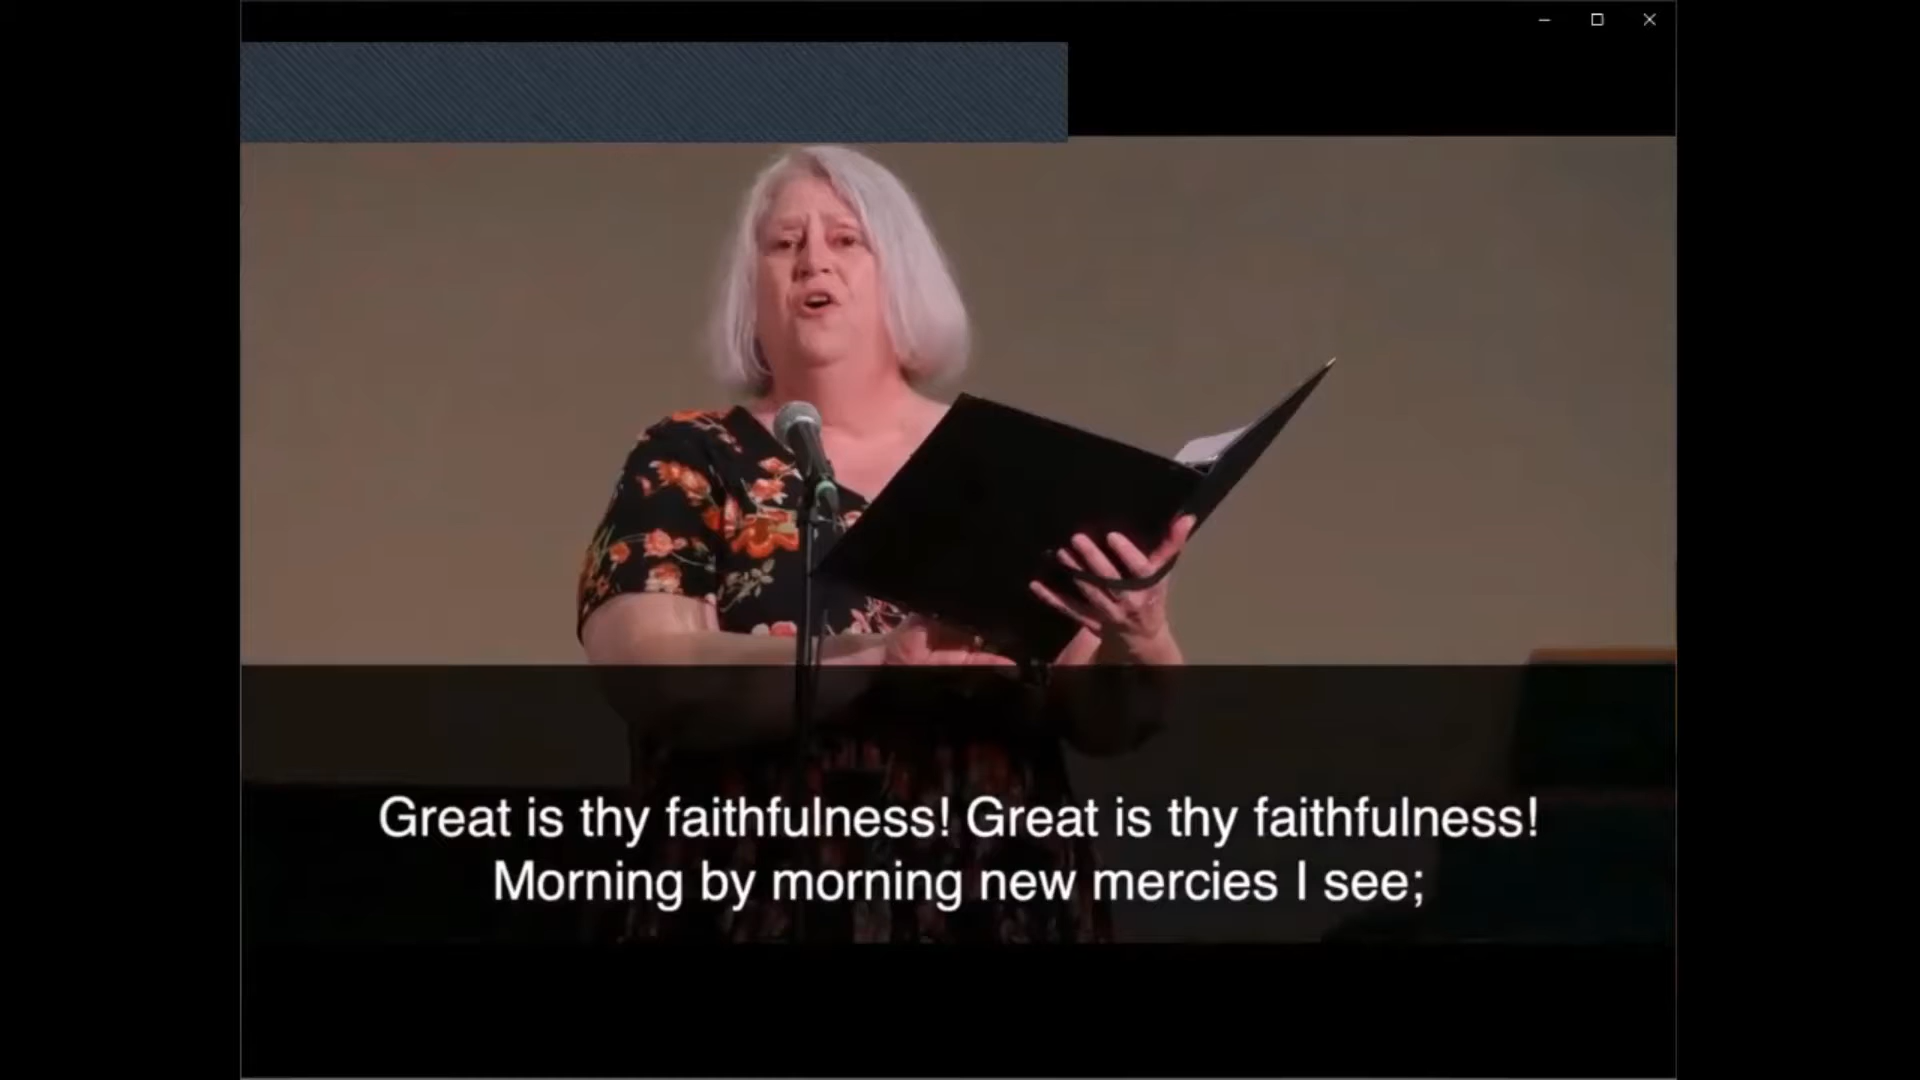 Great is thy faithfulness! Great is thy faithfulness!
Morning by morning new mercies I see;